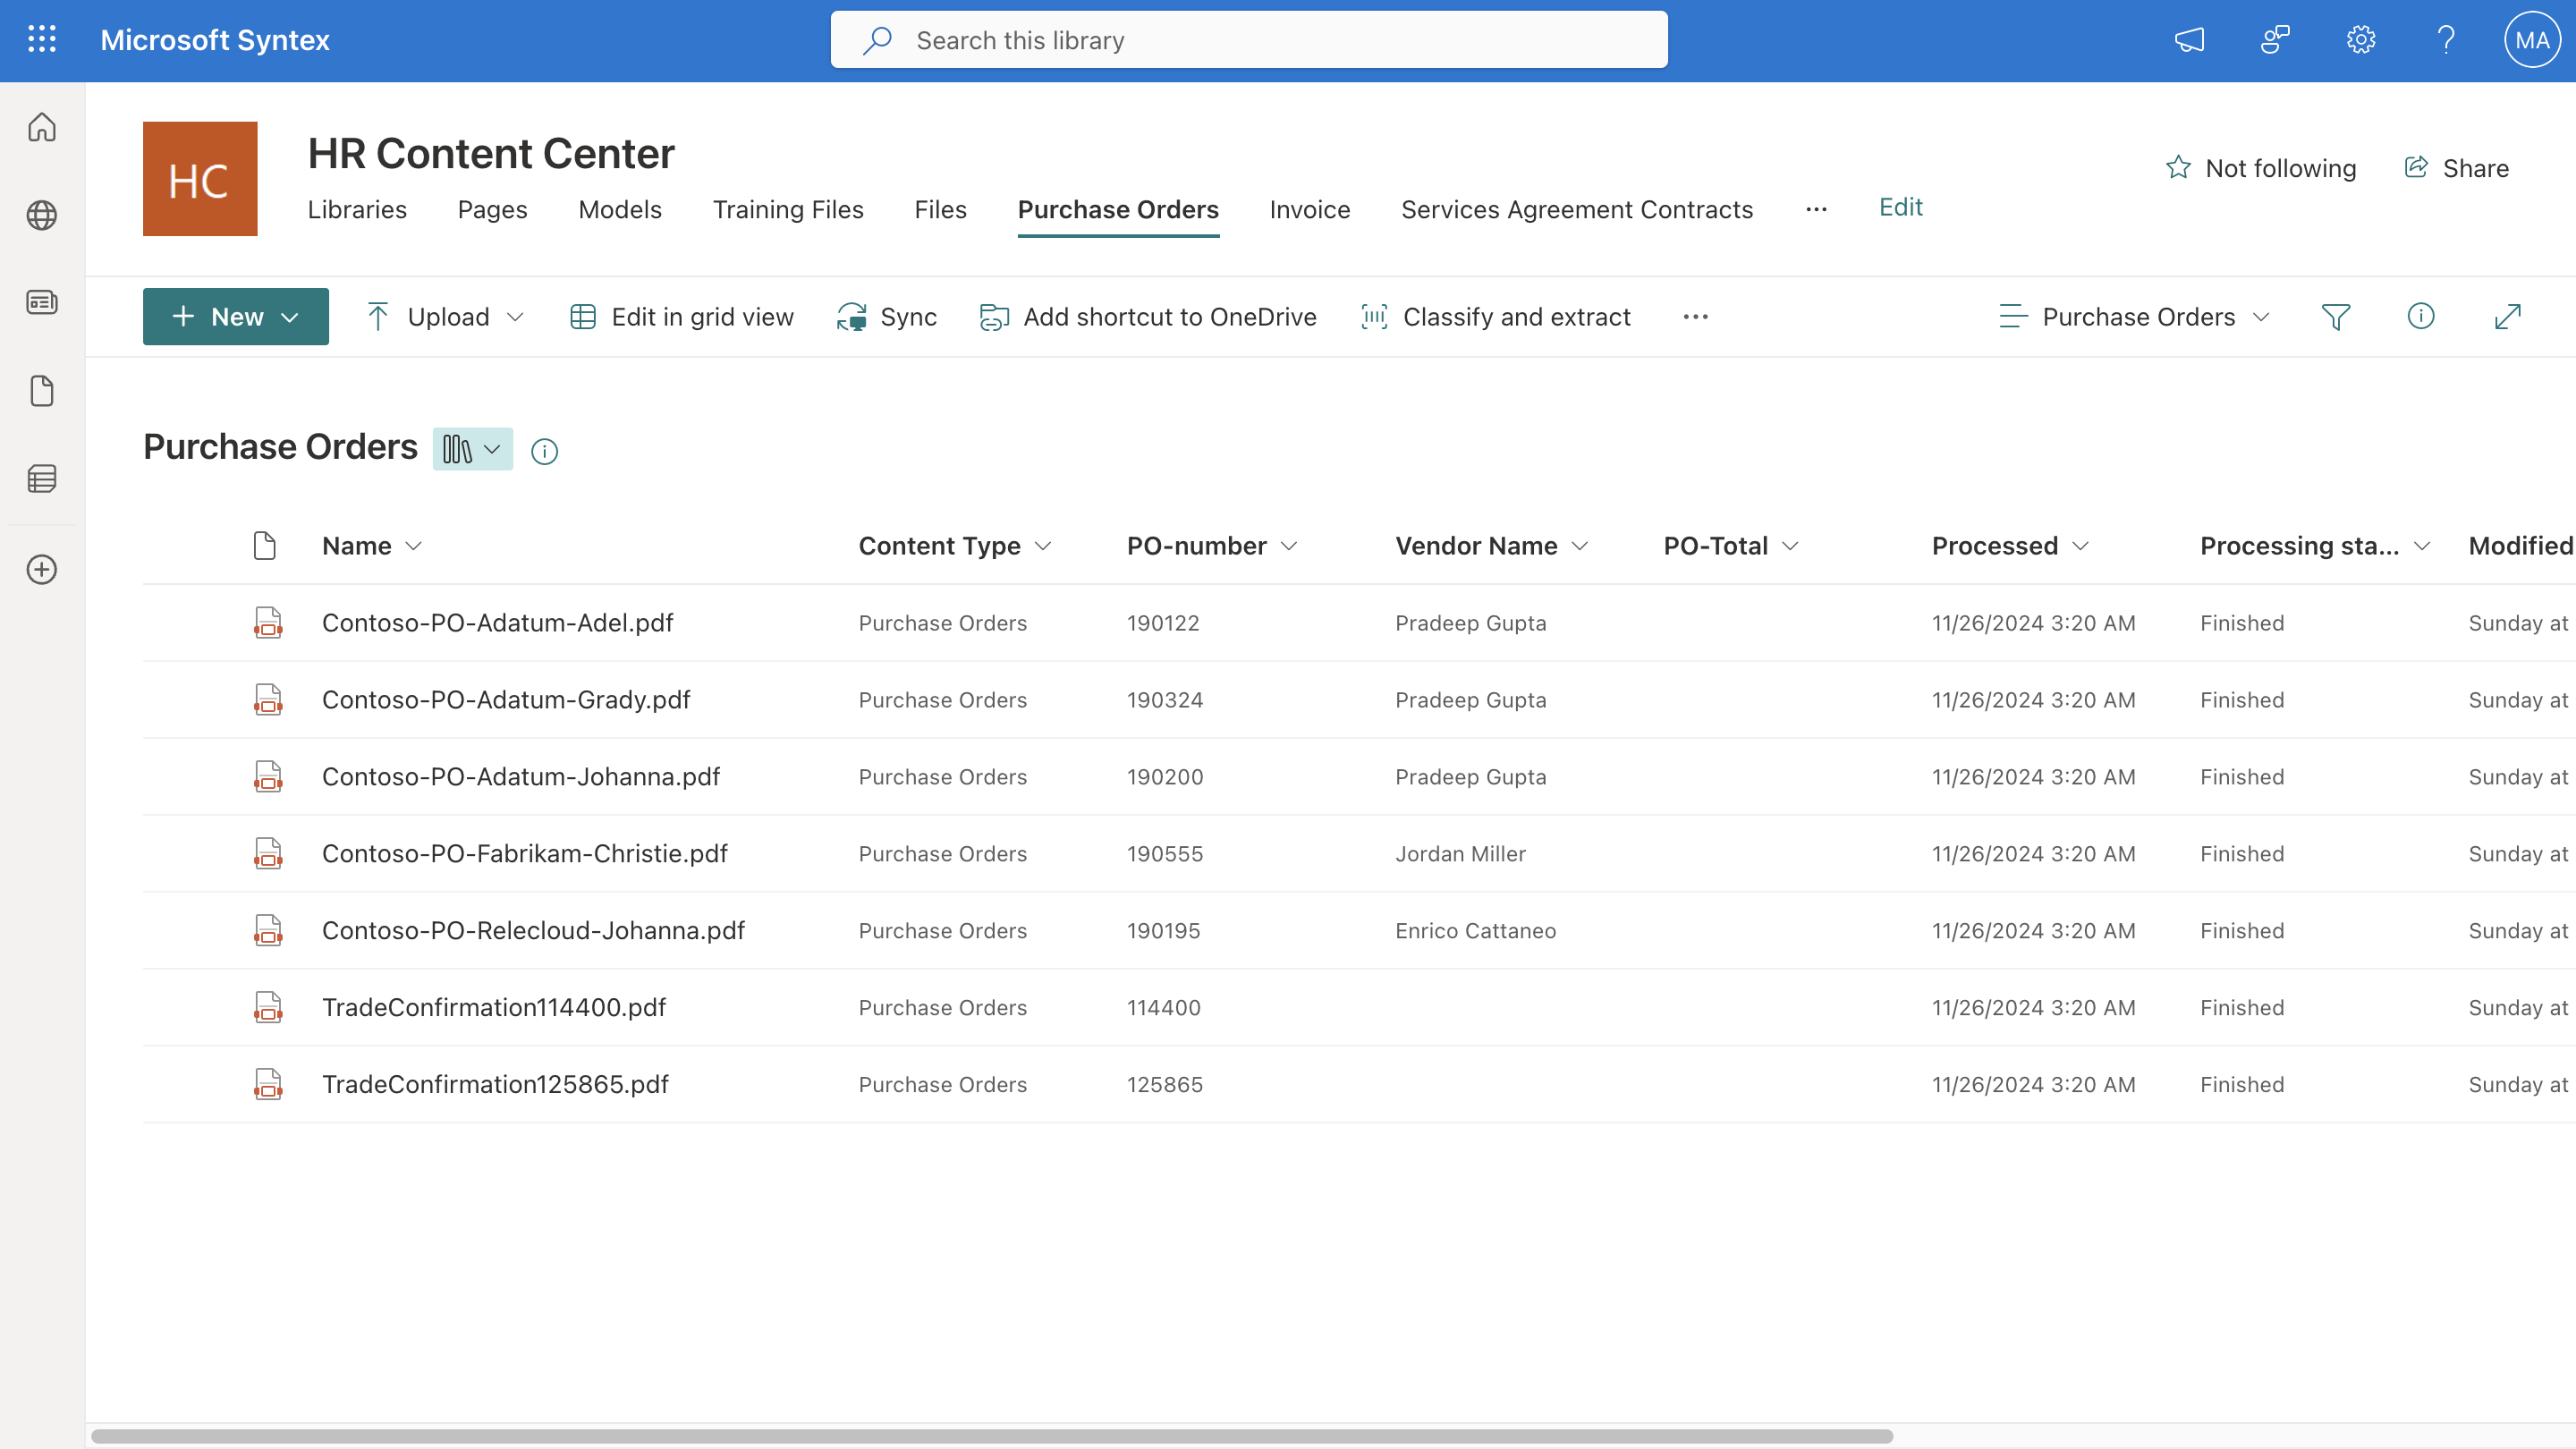 Microsoft Syntex
Search this library
MA
HC
HR Content Center
Not following
Share
Libraries Pages Models Training Files Files Purchase Orders Invoice Services Agreement Contracts ... Edit
New Upload Edit in grid view Sync Add shortcut to OneDrive Classify and extract ... Purchase Orders
Purchase Orders
Name Content Type PO-number Vendor Name PO-Total Processed Processing sta... Modified
Contoso-PO-Adatum-Adel.pdf Purchase Orders 190122 Pradeep Gupta 11/26/2024 3:20 AM Finished Sunday at
Contoso-PO-Adatum-Grady.pdf Purchase Orders 190324 Pradeep Gupta 11/26/2024 3:20 AM Finished Sunday at
Contoso-PO-Adatum-Johanna.pdf Purchase Orders 190200 Pradeep Gupta 11/26/2024 3:20 AM Finished Sunday at
Contoso-PO-Fabrikam-Christie.pdf Purchase Orders 190555 Jordan Miller 11/26/2024 3:20 AM Finished Sunday at
Contoso-PO-Relecloud-Johanna.pdf Purchase Orders 190195 Enrico Cattaneo 11/26/2024 3:20 AM Finished Sunday at
TradeConfirmation114400.pdf Purchase Orders 114400 11/26/2024 3:20 AM Finished Sunday at
TradeConfirmation125865.pdf Purchase Orders 125865 11/26/2024 3:20 AM Finished Sunday at